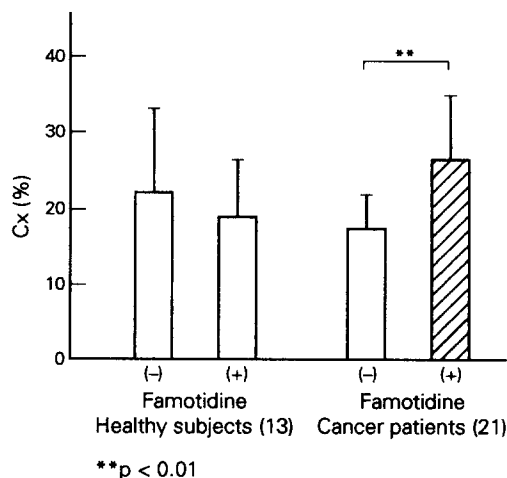 **
40
30
20
10
0
Cx (%)
(−) (+) (−) (+)
Famotidine Famotidine
Healthy subjects (13) Cancer patients (21)
**p < 0.01